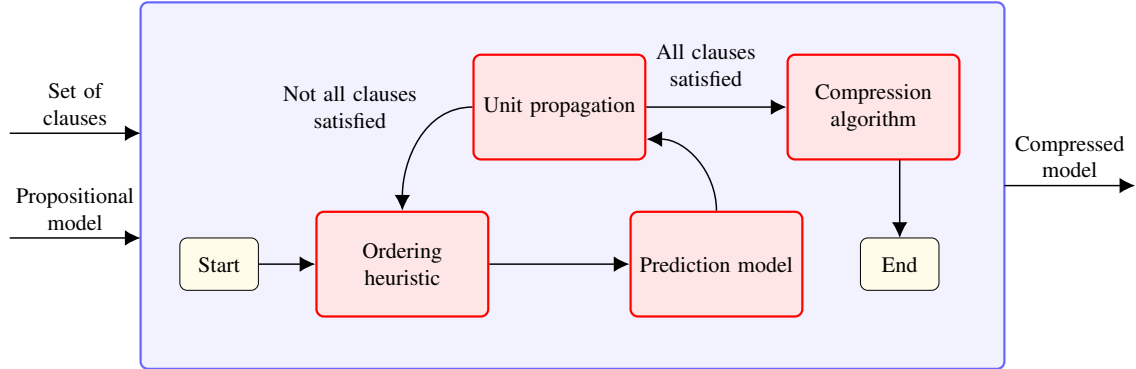 Set of
clauses
Propositional
model
Start
Not all clauses
satisfied
Ordering
heuristic
Unit propagation
Prediction model
All clauses
satisfied
Compression
algorithm
End
Compressed
model